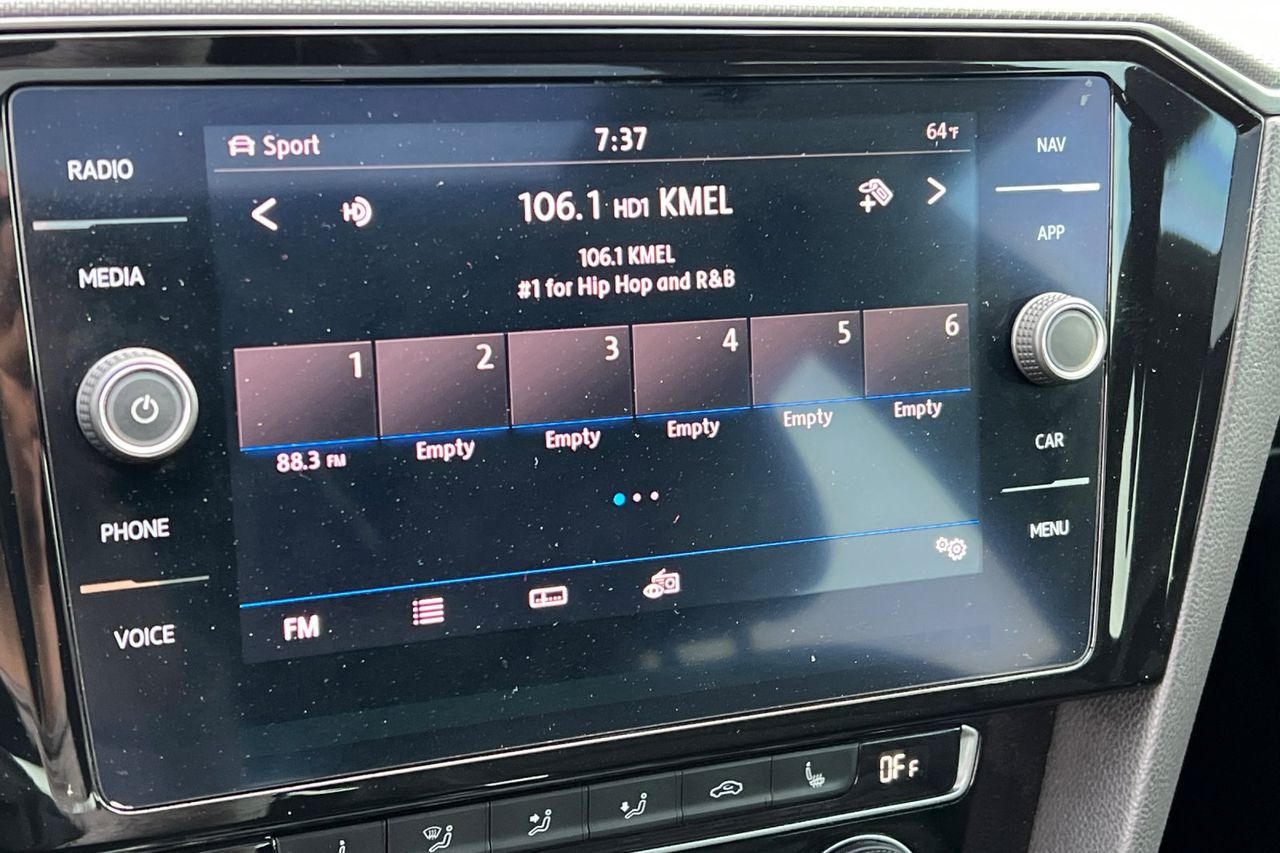 RADIO
MEDIA
PHONE
VOICE
Sport
7:37
64°F
106.1 HD1 KMEL
106.1 KMEL
#1 for Hip Hop and R&B
1
2
3
4
5
6
88.3 FM
Empty
Empty
Empty
Empty
Empty
FM
NAV
APP
CAR
MENU
OFF